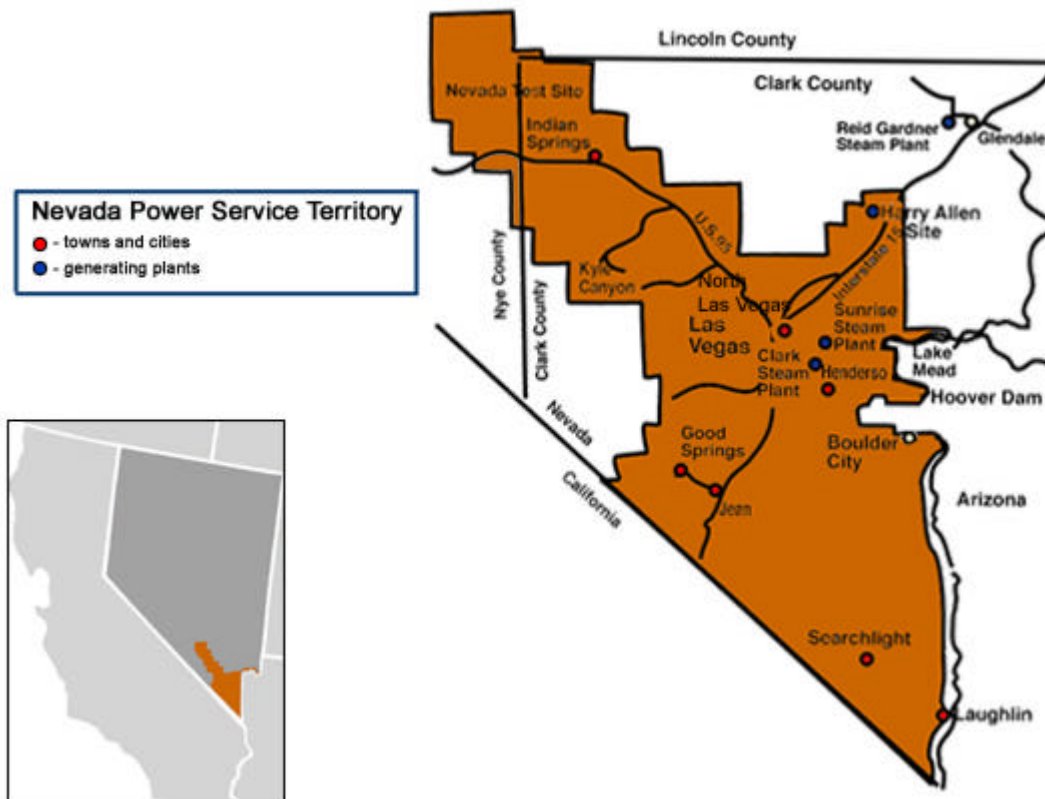 Lincoln County
Clark County
Nevada Test Site
Indian
Springs
Reid Gardner
Steam Plant
Glendale
Nevada Power Service Territory
- towns and cities
- generating plants
Harry Allen
Site
U.S. 95
Interstate 15
Nye County
Clark County
Kyle
Canyon
North
Las Vegas
Las
Vegas
Sunrise
Steam
Plant
Clark
Steam
Plant
Henderso
Lake
Mead
Hoover Dam
Nevada
California
Good
Springs
Jean
Boulder
City
Arizona
Searchlight
Laughlin